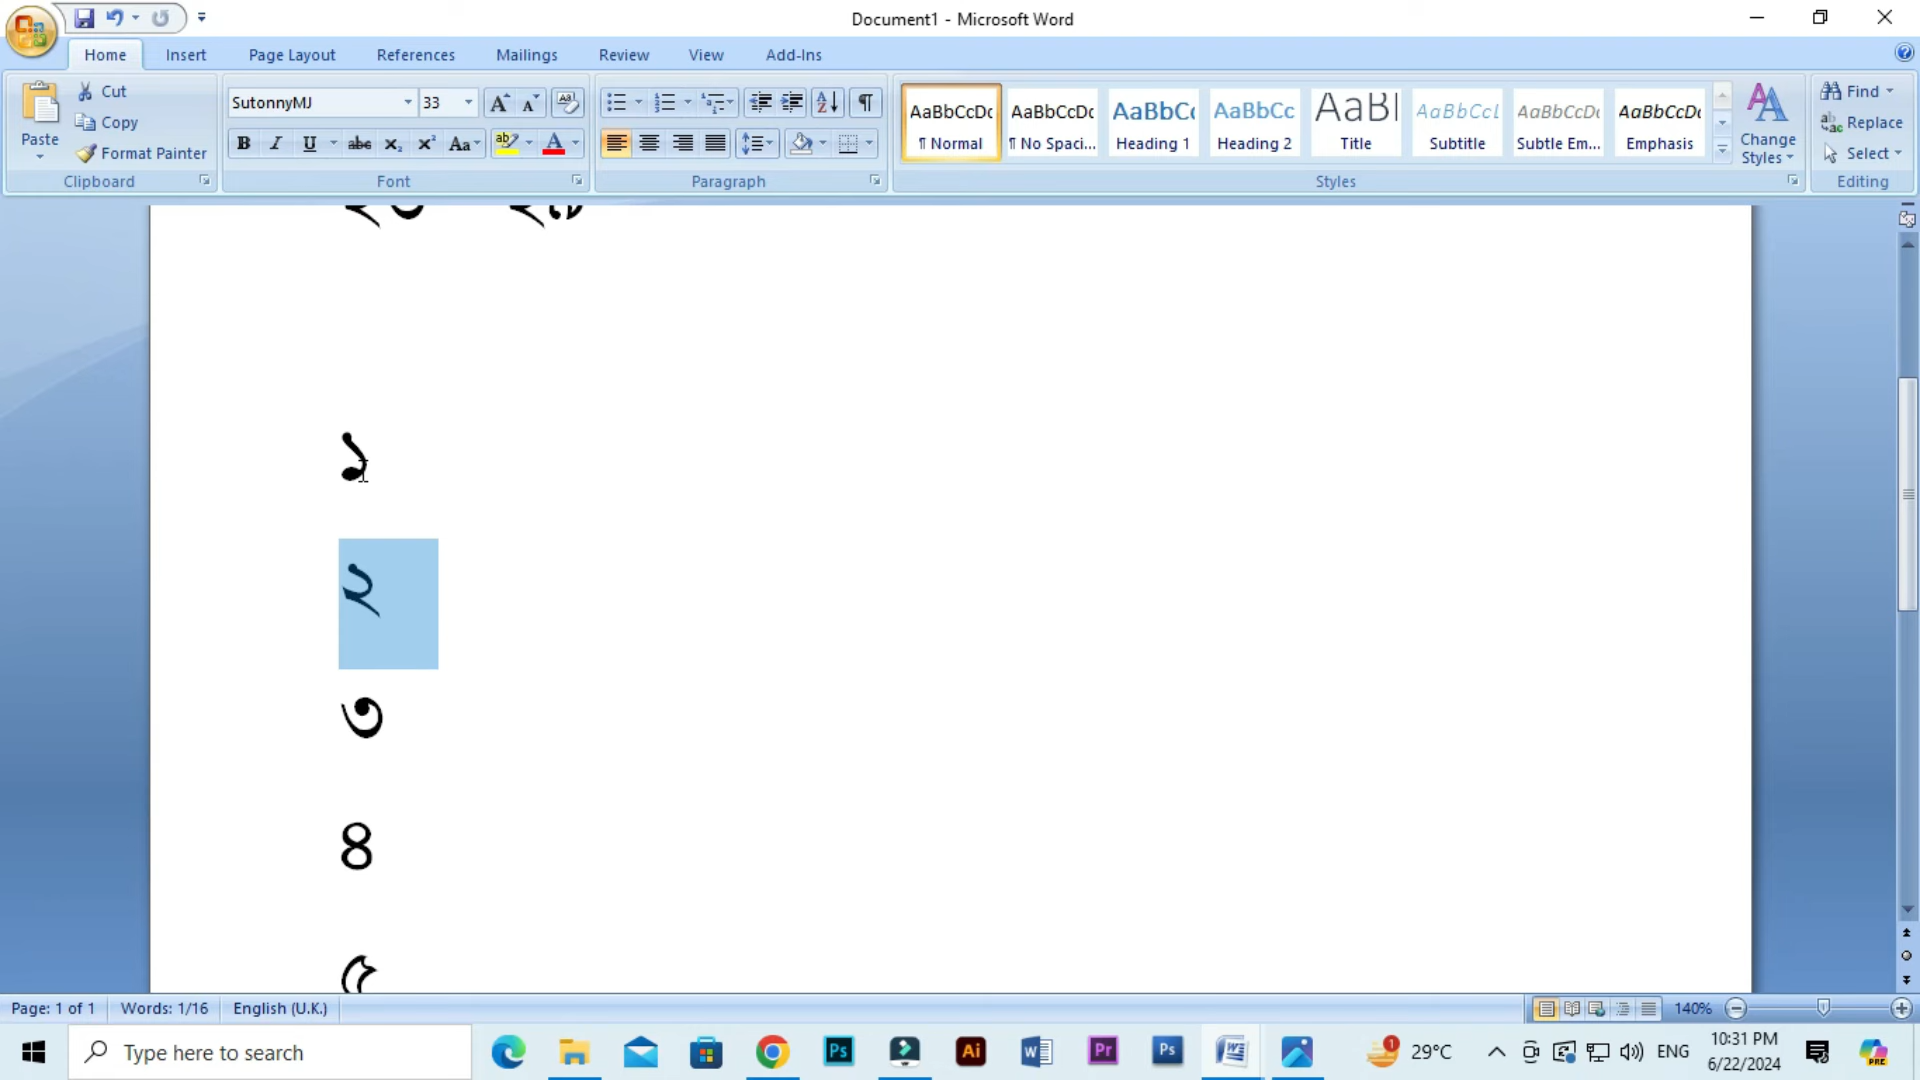 Document1 - Microsoft Word
Home Insert Page Layout References Mailings Review View Add-Ins
Paste
Cut
Copy
Format Painter
Clipboard
SutonnyMJ 33
Font
Paragraph
AaBbCcDc AaBbCcDc AaBbCc AaBbCc AaBl AaBbCcL AaBbCcDc AaBbCcDc
¶ Normal ¶ No Spaci... Heading 1 Heading 2 Title Subtitle Subtle Em... Emphasis
Change Styles
Styles
Find
Replace
Select
Editing
১
২
৩
৪
৫
Page: 1 of 1 Words: 1/16 English (U.K.) 140%
Type here to search
29°C ENG 10:31 PM
6/22/2024